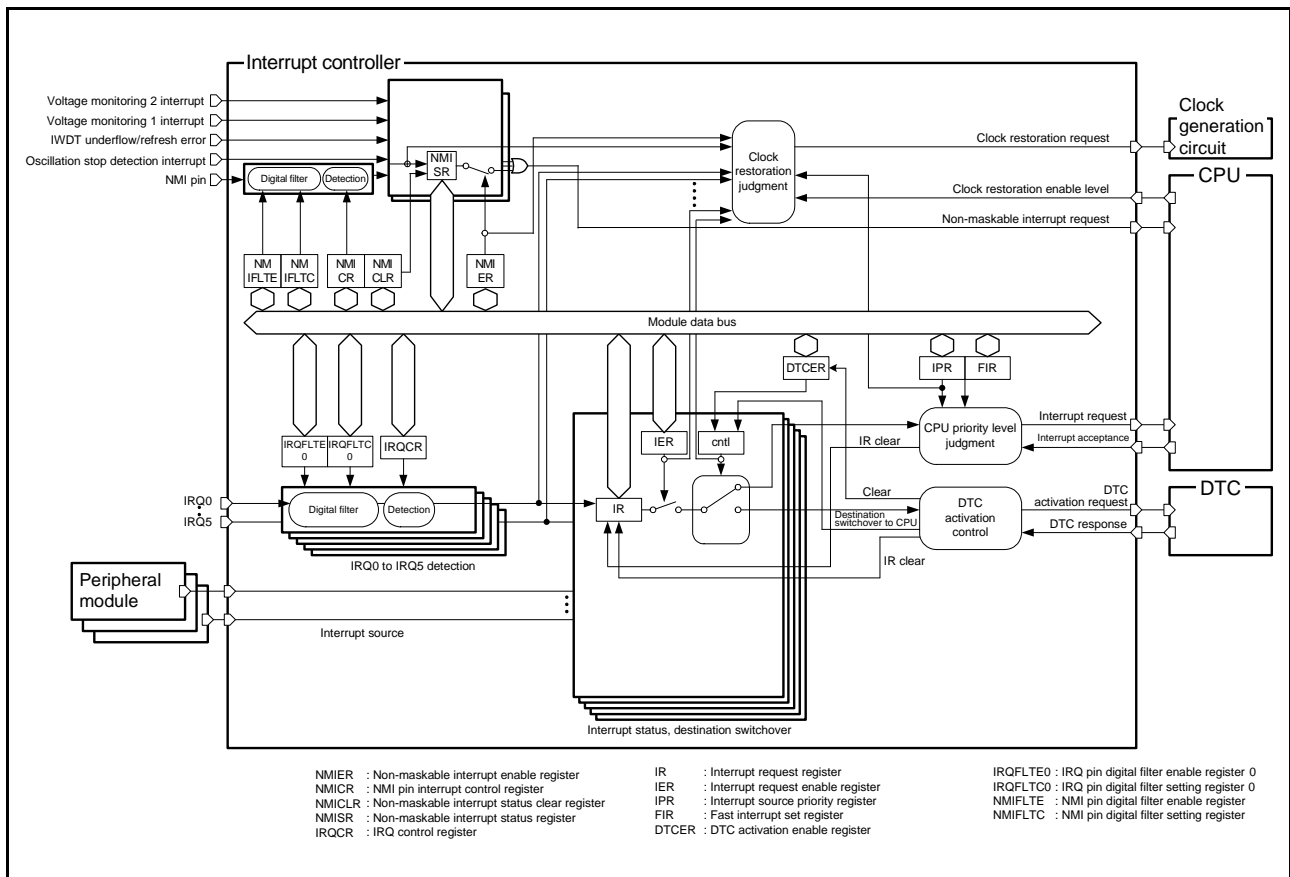 Interrupt controller
Voltage monitoring 2 interrupt
Voltage monitoring 1 interrupt
IWDT underflow/refresh error
Oscillation stop detection interrupt
NMI pin
Digital filter
Detection
NMI
SR
Clock
restoration
judgment
Clock restoration request
Clock
generation
circuit
Clock restoration enable level
Non-maskable interrupt request
CPU
NM
IFLTE
NM
IFLTC
NMI
CR
NMI
CLR
NMI
ER
Module data bus
DTCER
IPR
FIR
IRQFLTE
0
IRQFLTC
0
IRQCR
IER
cntl
CPU priority level
judgment
Interrupt request
Interrupt acceptance
IR clear
IRQ0
IRQ5
Digital filter
Detection
IR
Clear
Destination
switchover to CPU
DTC
activation
control
DTC
activation request
DTC response
DTC
IR clear
IRQ0 to IRQ5 detection
Peripheral
module
Interrupt source
Interrupt status, destination switchover
NMIER : Non-maskable interrupt enable register
NMICR : NMI pin interrupt control register
NMICLR : Non-maskable interrupt status clear register
NMISR : Non-maskable interrupt status register
IRQCR : IRQ control register
IR : Interrupt request register
IER : Interrupt request enable register
IPR : Interrupt source priority register
FIR : Fast interrupt set register
DTCER : DTC activation enable register
IRQFLTE0 : IRQ pin digital filter enable register 0
IRQFLTC0 : IRQ pin digital filter setting register 0
NMIFLTE : NMI pin digital filter enable register
NMIFLTC : NMI pin digital filter setting register